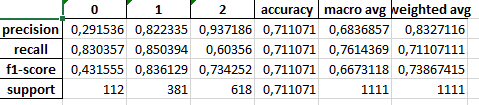 0 1 2 accuracy macro avg weighted avg
precision 0,291536 0,822335 0,937186 0,711071 0,6836857 0,8327116
recall 0,830357 0,850394 0,60356 0,711071 0,7614369 0,71107111
f1-score 0,431555 0,836129 0,734252 0,711071 0,6673118 0,73867415
support 112 381 618 0,711071 1111 1111